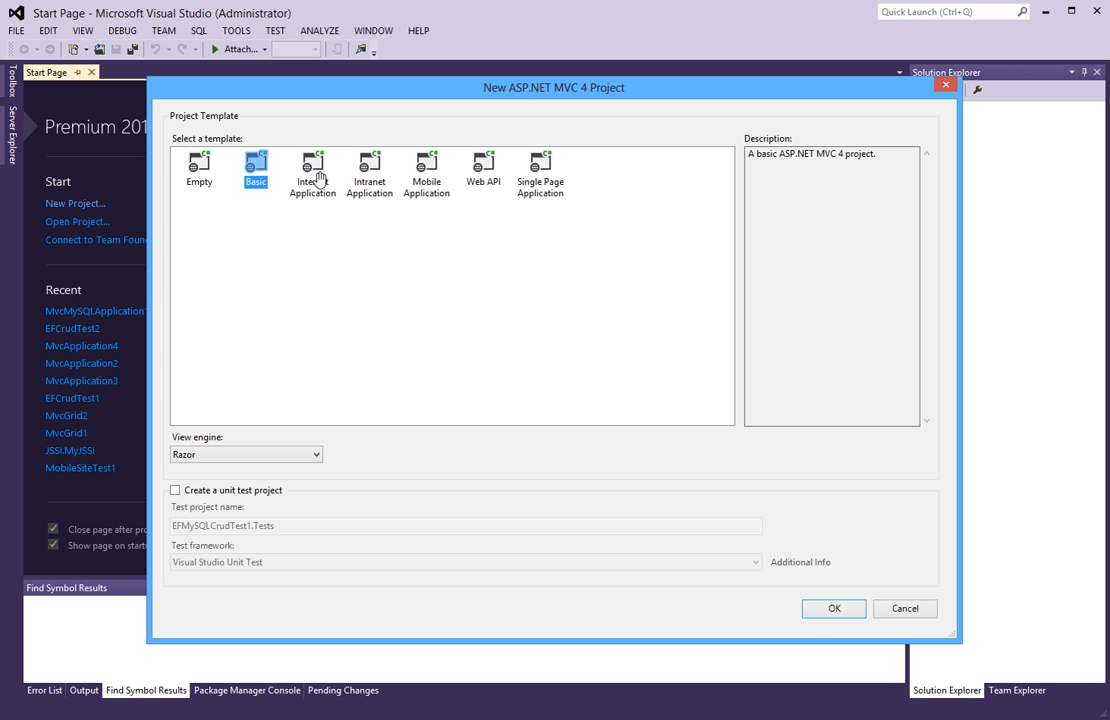 Start Page - Microsoft Visual Studio (Administrator)
Quick Launch (Ctrl+Q)
FILE EDIT VIEW DEBUG TEAM SQL TOOLS TEST ANALYZE WINDOW HELP
Attach...
Toolbox
Server Explorer
Start Page
Solution Explorer
New ASP.NET MVC 4 Project
Premium 201
Start
New Project...
Open Project...
Connect to Team Foun
Recent
MvcMySQLApplication
EFCrudTest2
MvcApplication4
MvcApplication2
MvcApplication3
EFCrudTest1
MvcGrid2
MvcGrid1
JSSI.MyJSSI
MobileSiteTest1
Close page after pro
Show page on start
Project Template
Select a template:
Empty
Basic
Internet Application
Intranet Application
Mobile Application
Web API
Single Page Application
Description:
A basic ASP.NET MVC 4 project.
View engine:
Razor
Create a unit test project
Test project name:
EFMySQLCrudTest1.Tests
Test framework:
Visual Studio Unit Test
Additional Info
OK
Cancel
Find Symbol Results
Error List Output Find Symbol Results Package Manager Console Pending Changes
Solution Explorer Team Explorer